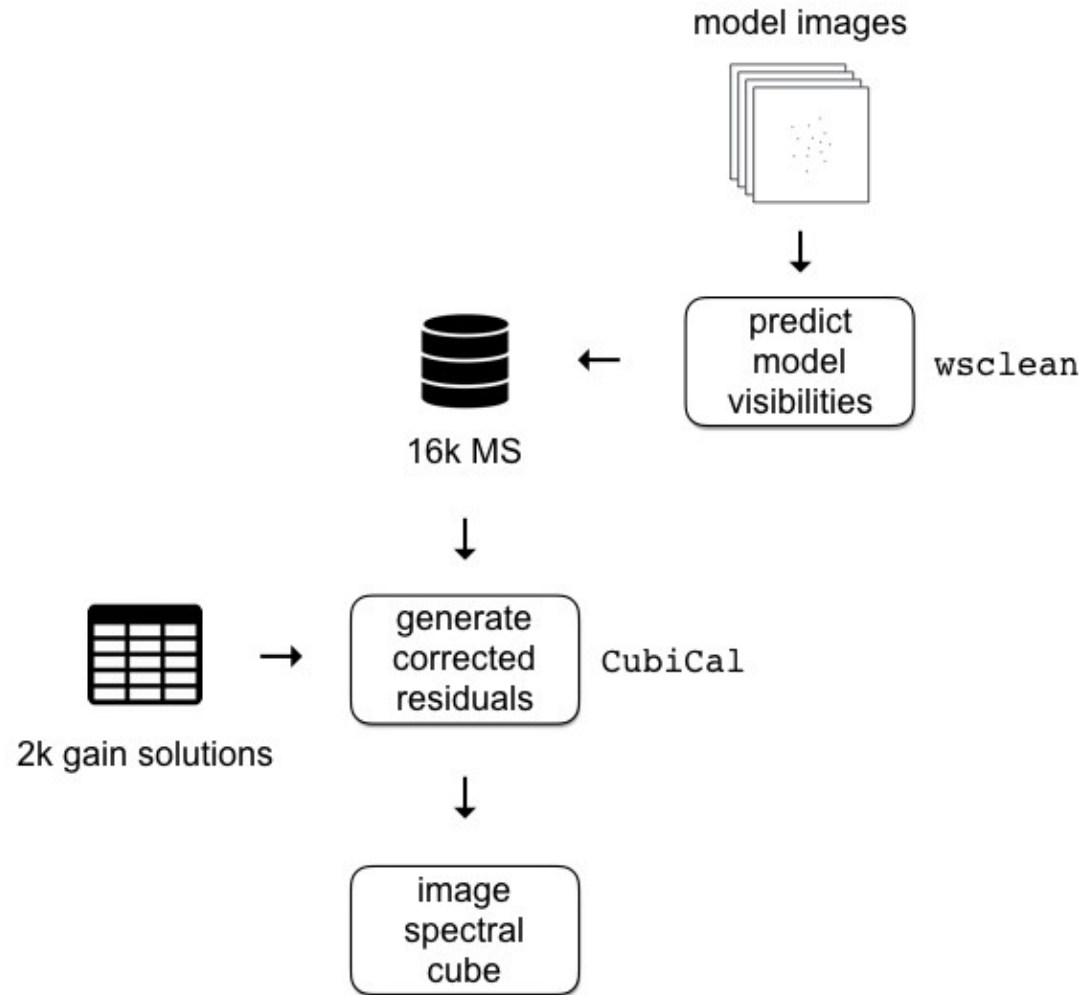 model images
predict
model
visibilities
wsclean
16k MS
generate
corrected
residuals
CubiCal
2k gain solutions
image
spectral
cube